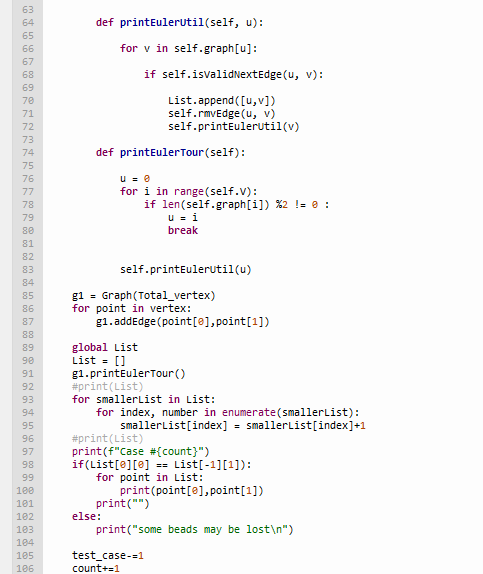 63
64 def printEulerUtil(self, u):
65
66 for v in self.graph[u]:
67
68 if self.isValidNextEdge(u, v):
69
70 List.append([u,v])
71 self.rmvEdge(u, v)
72 self.printEulerUtil(v)
73
74 def printEulerTour(self):
75
76 u = 0
77 for i in range(self.V):
78 if len(self.graph[i]) %2 != 0 :
79 u = i
80 break
81
82
83 self.printEulerUtil(u)
84
85 g1 = Graph(Total_vertex)
86 for point in vertex:
87 g1.addEdge(point[0],point[1])
88
89 global List
90 List = []
91 g1.printEulerTour()
92 #print(List)
93 for smallerList in List:
94 for index, number in enumerate(smallerList):
95 smallerList[index] = smallerList[index]+1
96 #print(List)
97 print(f"Case #{count}")
98 if(List[0][0] == List[-1][1]):
99 for point in List:
100 print(point[0],point[1])
101 print("")
102 else:
103 print("some beads may be lost\n")
104
105 test_case-=1
106 count+=1